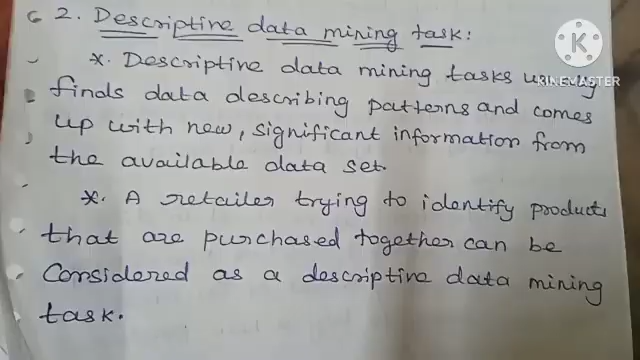 2. Descriptive data mining task:
*. Descriptive data mining tasks
finds data describing patterns and comes
up with new, significant information from
the available data set.
*. A retailer trying to identify products
that are purchased together can be
Considered as a descriptive data mining
task.
K
KINEMASTER